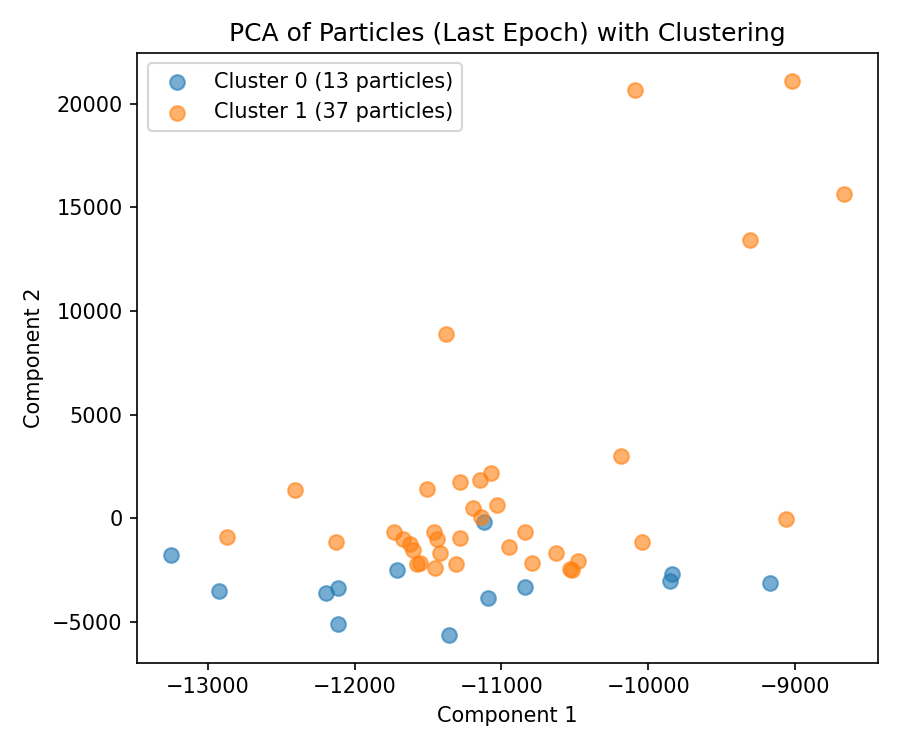 PCA of Particles (Last Epoch) with Clustering
Cluster 0 (13 particles)
Cluster 1 (37 particles)
20000
15000
10000
5000
0
−5000
Component 2
−13000
−12000
−11000
−10000
−9000
Component 1